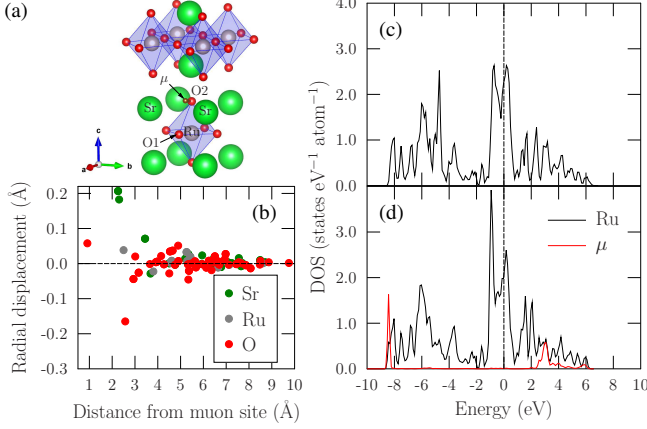 (a)
μ
O2
Sr
Sr
O1
Ru
c
a
b
Radial displacement (Å)
0.2
0.1
0.0
-0.1
-0.2
-0.3
(b)
Sr
Ru
O
1 2 3 4 5 6 7 8 9 10
Distance from muon site (Å)
DOS (states eV⁻¹ atom⁻¹)
(c)
4.0
3.0
2.0
1.0
0.0
(d)
Ru
μ
3.0
2.0
1.0
0.0
-10 -8 -6 -4 -2 0 2 4 6 8 10
Energy (eV)